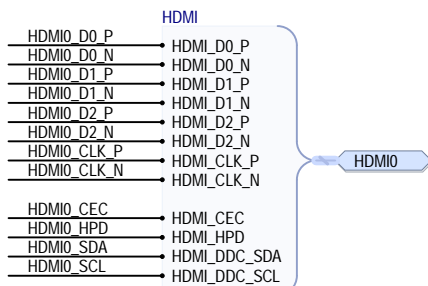 HDMI
HDMI0_D0_P HDMI_D0_P
HDMI0_D0_N HDMI_D0_N
HDMI0_D1_P HDMI_D1_P
HDMI0_D1_N HDMI_D1_N
HDMI0_D2_P HDMI_D2_P
HDMI0_D2_N HDMI_D2_N
HDMI0_CLK_P HDMI_CLK_P HDMI0
HDMI0_CLK_N HDMI_CLK_N
HDMI0_CEC HDMI_CEC
HDMI0_HPD HDMI_HPD
HDMI0_SDA HDMI_DDC_SDA
HDMI0_SCL HDMI_DDC_SCL